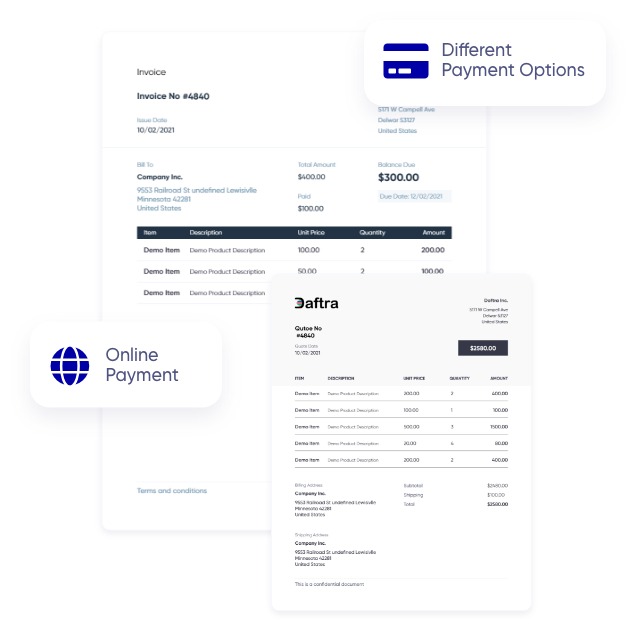 Different
Payment Options
Invoice
Invoice No #4840
Issue Date
10/02/2021
5171 W Campell Ave
Delwar 53127
United States
Bill To
Company Inc.
9553 Railroad St undefined Lewisivlle
Minnesota 42281
United States
Total Amount
$400.00
Paid
$100.00
Balance Due
$300.00
Due Date: 12/02/2021
Item Description Unit Price Quantity Amount
Demo Item Demo Product Description 100.00 2 200.00
Demo Item Demo Product Description 50.00 2 100.00
Demo Item Demo Product Description
Terms and conditions
Online
Payment
Daftra
Qutoe No
#4840
Quote Date
10/02/2021
Daftra Inc.
5171 W Campell Ave
Delwar 53127
United States
$2580.00
ITEM DESCRIPTION UNIT PRICE QUANTITY AMOUNT
Demo Item Demo Product Description 200.00 2 400.00
Demo Item Demo Product Description 100.00 1 100.00
Demo Item Demo Product Description 500.00 3 1500.00
Demo Item Demo Product Description 20.00 4 80.00
Demo Item Demo Product Description 200.00 2 400.00
Billing Address
Company Inc.
9553 Railroad St undefined Lewisville
Minnesota 42281
United States
Subtotal $2480.00
Shipping $100.00
Total $2580.00
Shipping Address
Company Inc.
9553 Railroad St undefined Lewisville
Minnesota 42281
United States
This is a confidential document